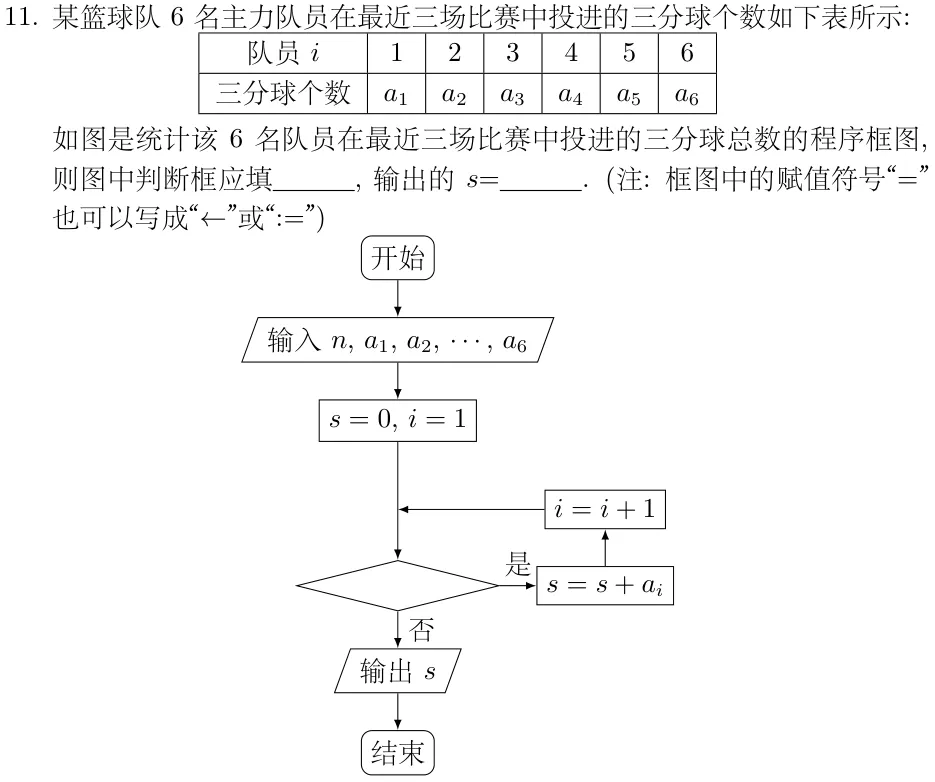 11. 某篮球队 6 名主力队员在最近三场比赛中投进的三分球个数如下表所示:
队员 i 1 2 3 4 5 6
三分球个数 a₁ a₂ a₃ a₄ a₅ a₆
如图是统计该 6 名队员在最近三场比赛中投进的三分球总数的程序框图,
则图中判断框应填______, 输出的 s=______. (注: 框图中的赋值符号“=”
也可以写成“←”或“:=”)
开始
输入 n, a₁, a₂, ⋯, a₆
s = 0, i = 1
i = i + 1
是
s = s + aᵢ
否
输出 s
结束